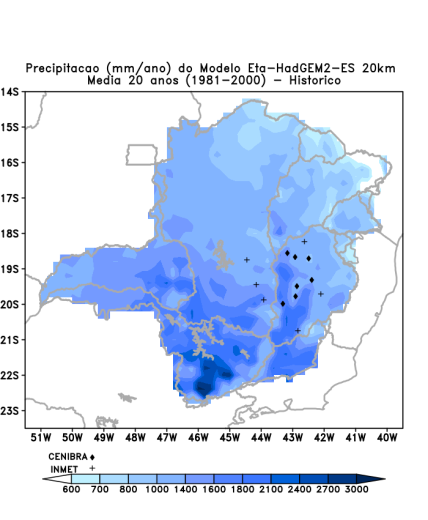 Precipitacao (mm/ano) do Modelo Eta-HadGEM2-ES 20km
Media 20 anos (1981-2000) - Historico
14S
15S
16S
17S
18S
19S
20S
21S
22S
23S
51W 50W 49W 48W 47W 46W 45W 44W 43W 42W 41W 40W
CENIBRA
INMET
600 700 800 1000 1400 1600 1800 2100 2400 2700 3000